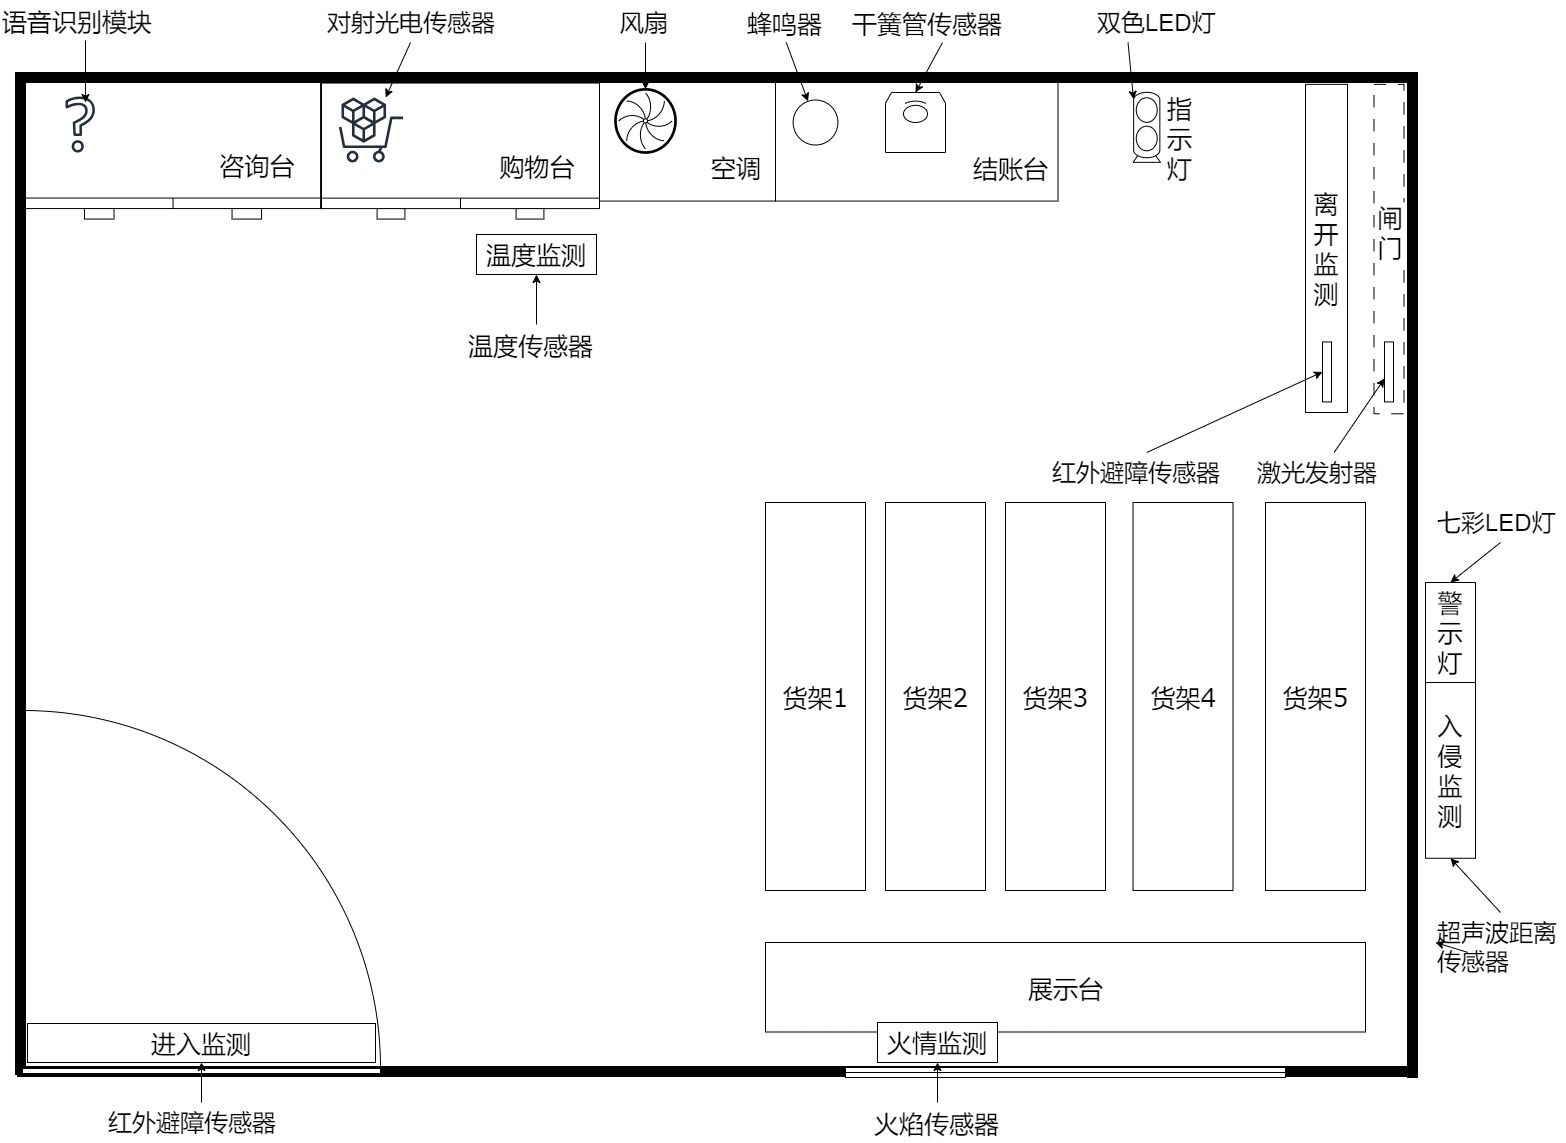 语音识别模块
对射光电传感器
风扇
蜂鸣器
干簧管传感器
双色LED灯
咨询台
购物台
空调
结账台
指示灯
离开监测
闸门
温度监测
温度传感器
红外避障传感器
激光发射器
七彩LED灯
警示灯
入侵监测
货架1
货架2
货架3
货架4
货架5
超声波距离
传感器
展示台
进入监测
火情监测
红外避障传感器
火焰传感器